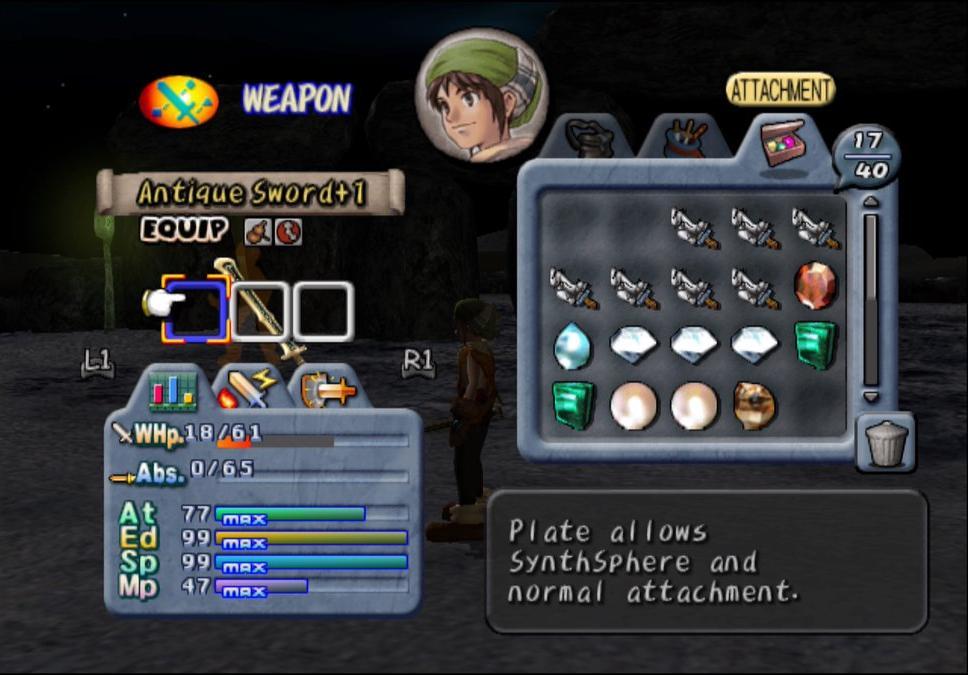 WEAPON
ATTACHMENT
17
40
Antique Sword+1
EQUIP
L1
R1
WHp. 18/61
Abs. 0/65
At 77 max
Ed 99 max
Sp 99 max
Mp 47 max
Plate allows
SynthSphere and
normal attachment.